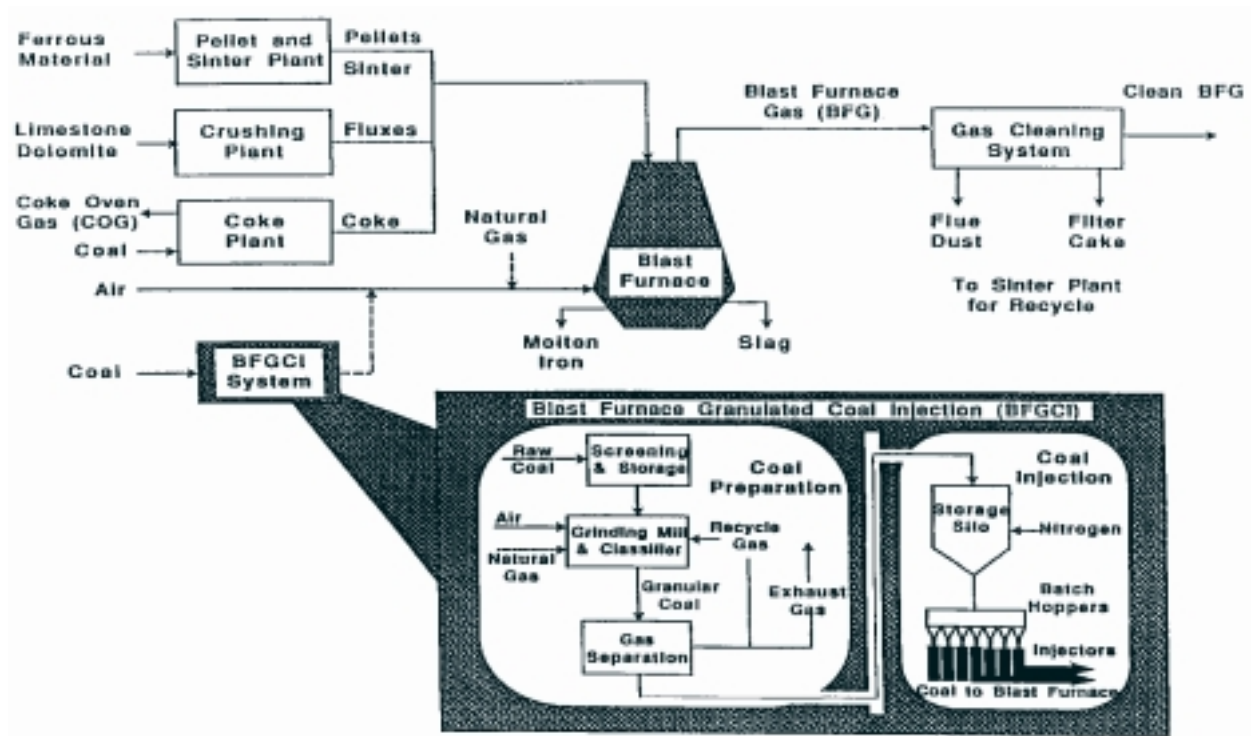 Ferrous
Material
Pellet and
Sinter Plant
Pellets
Sinter
Limestone
Dolomite
Crushing
Plant
Fluxes
Coke Oven
Gas (COG)
Coal
Coke
Plant
Coke
Natural
Gas
Air
Blast
Furnace
Blast Furnace
Gas (BFG)
Gas Cleaning
System
Clean BFG
Flue
Dust
Filter
Cake
To Sinter Plant
for Recycle
Molten
Iron
Slag
Coal
BFGCI
System
Blast Furnace Granulated Coal Injection (BFGCI)
Raw
Coal
Screening
& Storage
Coal
Preparation
Air
Natural
Gas
Grinding Mill
& Classifier
Recycle
Gas
Granular
Coal
Exhaust
Gas
Gas
Separation
Coal
Injection
Storage
Silo
Nitrogen
Batch
Hoppers
Injectors
Coal to Blast Furnace